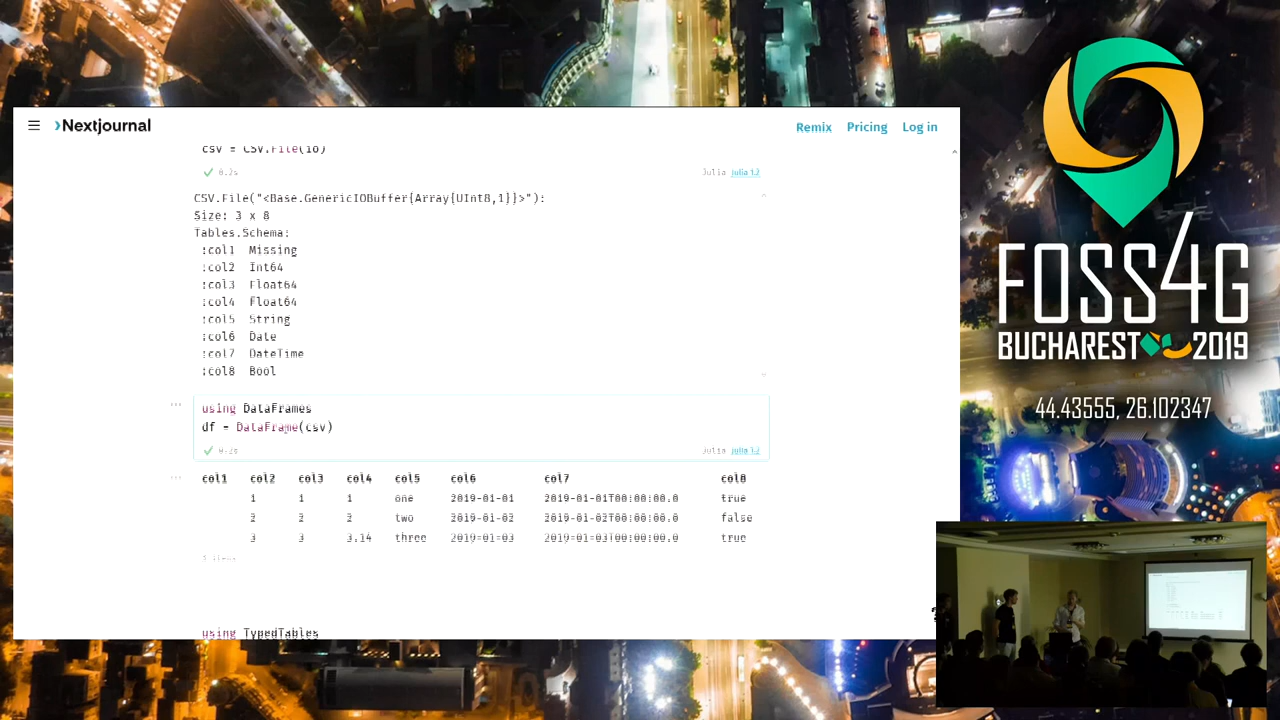 Nextjournal
Remix Pricing Log in
csv = CSV.File(io)
0.2s
Julia Julia 1.2
CSV.File("<Base.GenericIOBuffer{Array{UInt8,1}}>"):
Size: 3 x 8
Tables.Schema:
:col1 Missing
:col2 Int64
:col3 Float64
:col4 Float64
:col5 String
:col6 Date
:col7 DateTime
:col8 Bool
using DataFrames
df = DataFrame(csv)
Julia Julia 1.2
col1 col2 col3 col4 col5 col6 col7 col8
1 1 1 one 2019-01-01 2019-01-01T00:00:00.0 true
2 2 2 two 2019-01-02 2019-01-02T00:00:00.0 false
3 3 3.14 three 2019-01-03 2019-01-03T00:00:00.0 true
3 items
using TypedTables
?
FOSS4G
BUCHAREST 2019
44.43555, 26.102347